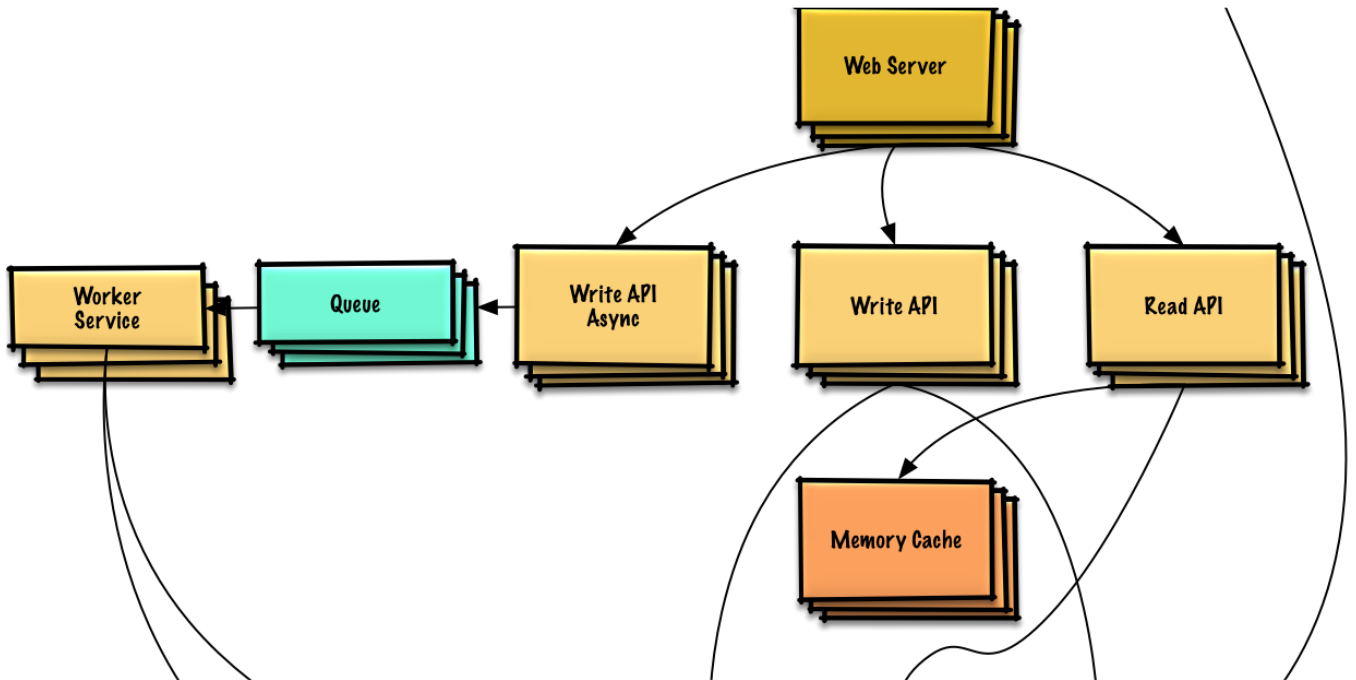 Web Server
Worker
Service
Queue
Write API
Async
Write API
Read API
Memory Cache